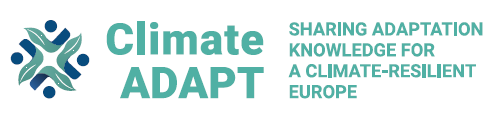 Climate
ADAPT
SHARING ADAPTATION
KNOWLEDGE FOR
A CLIMATE-RESILIENT
EUROPE